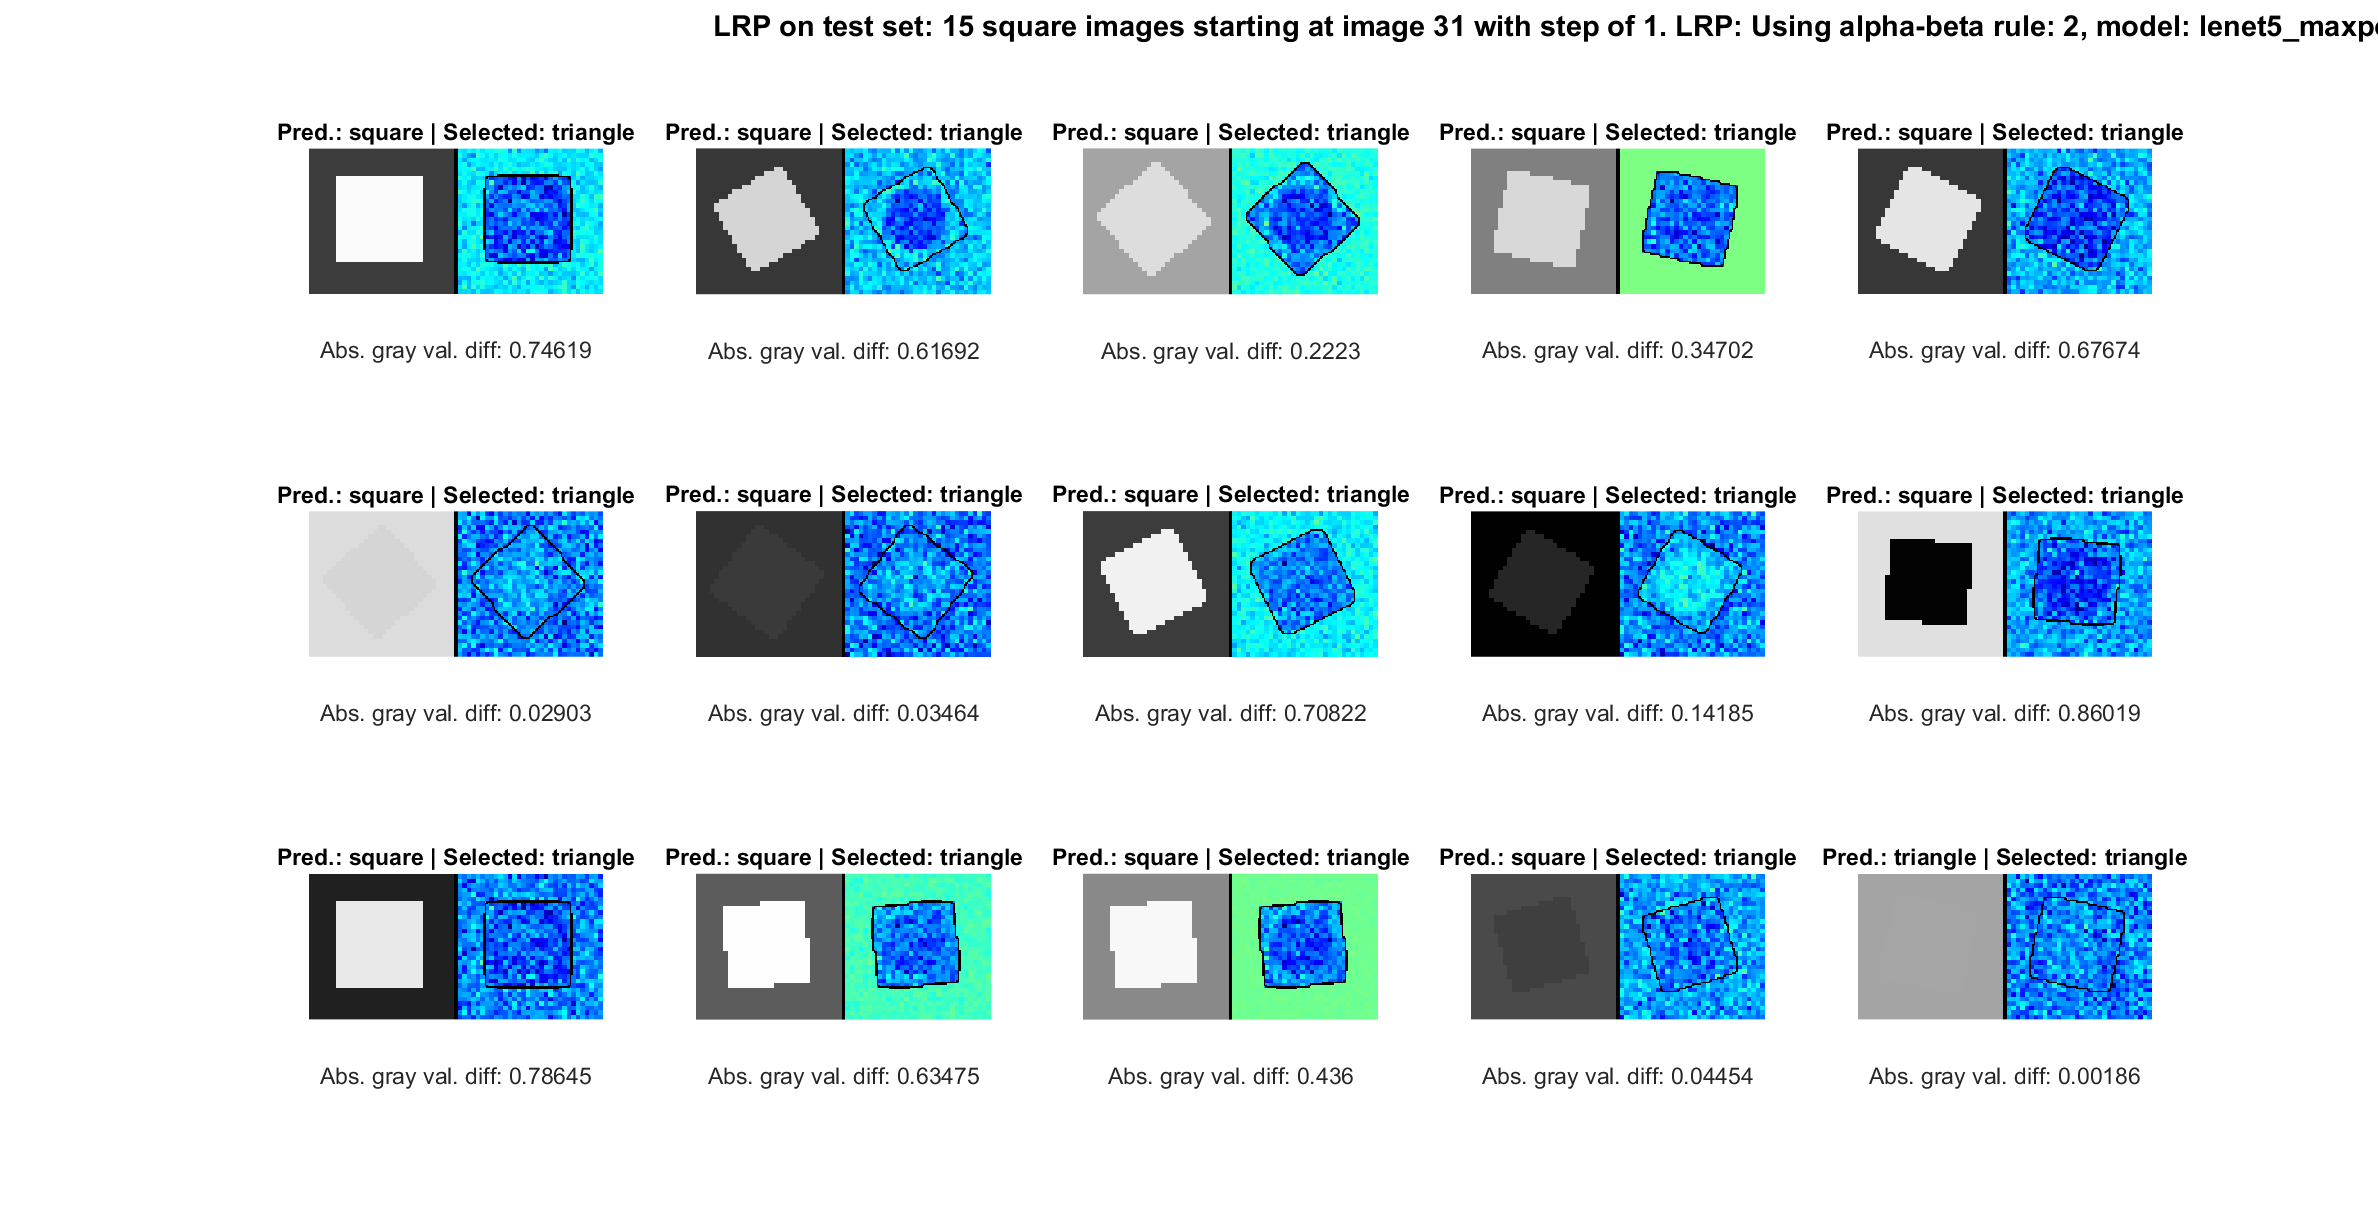 LRP on test set: 15 square images starting at image 31 with step of 1. LRP: Using alpha-beta rule: 2, model:
Pred.: square | Selected: triangle
Pred.: square | Selected: triangle
Pred.: square | Selected: triangle
Pred.: square | Selected: triangle
Pred.: square | Selected: triangle
Abs. gray val. diff: 0.74619
Abs. gray val. diff: 0.61692
Abs. gray val. diff: 0.2223
Abs. gray val. diff: 0.34702
Abs. gray val. diff: 0.67674
Pred.: square | Selected: triangle
Pred.: square | Selected: triangle
Pred.: square | Selected: triangle
Pred.: square | Selected: triangle
Pred.: square | Selected: triangle
Abs. gray val. diff: 0.02903
Abs. gray val. diff: 0.03464
Abs. gray val. diff: 0.70822
Abs. gray val. diff: 0.14185
Abs. gray val. diff: 0.86019
Pred.: square | Selected: triangle
Pred.: square | Selected: triangle
Pred.: square | Selected: triangle
Pred.: square | Selected: triangle
Pred.: triangle | Selected: triangle
Abs. gray val. diff: 0.78645
Abs. gray val. diff: 0.63475
Abs. gray val. diff: 0.436
Abs. gray val. diff: 0.04454
Abs. gray val. diff: 0.00186